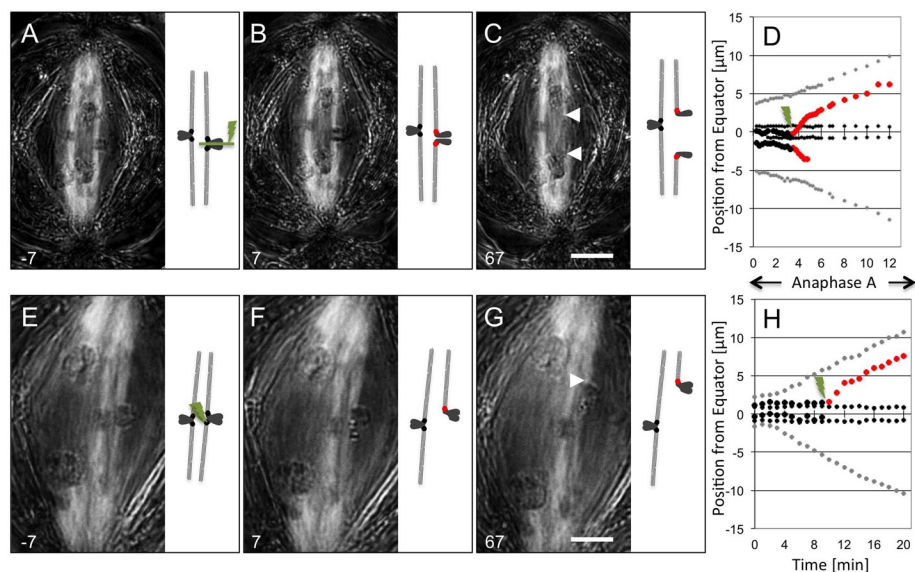 A
B
C
D
-7
7
67
Position from Equator [µm]
15
10
5
0
-5
-10
-15
0 2 4 6 8 10 12
Anaphase A
E
F
G
H
-7
7
67
Position from Equator [µm]
15
10
5
0
-5
-10
-15
0 4 8 12 16 20
Time [min]